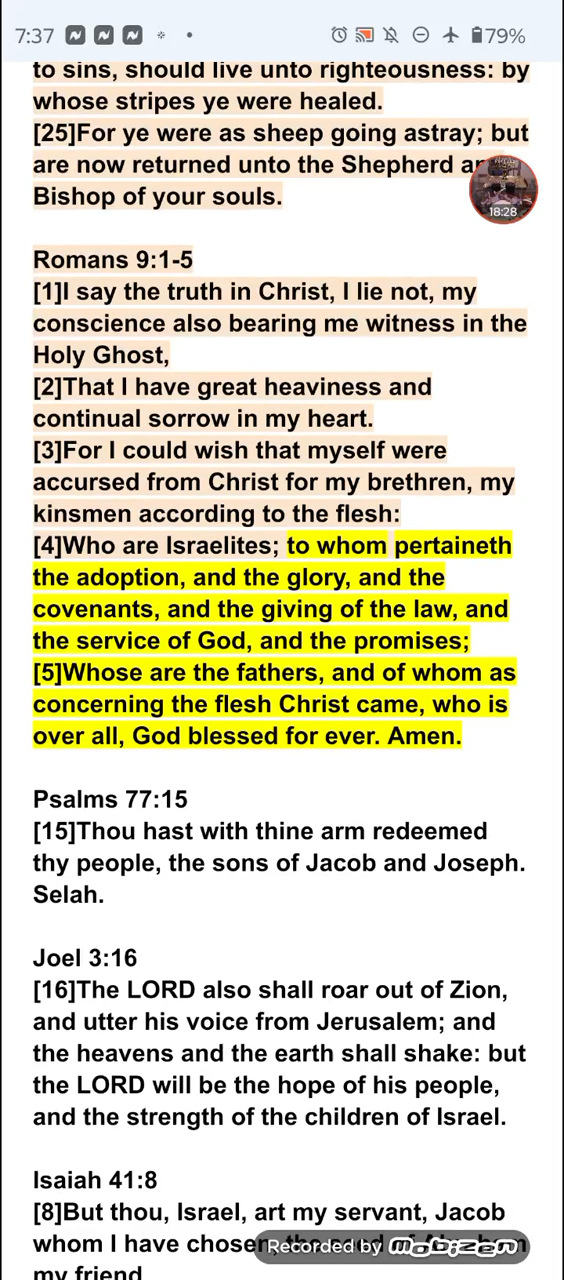 7:37
79%
to sins, should live unto righteousness: by
whose stripes ye were healed.
[25]For ye were as sheep going astray; but
are now returned unto the Shepherd an
Bishop of your souls.
18:28
Romans 9:1-5
[1]I say the truth in Christ, I lie not, my
conscience also bearing me witness in the
Holy Ghost,
[2]That I have great heaviness and
continual sorrow in my heart.
[3]For I could wish that myself were
accursed from Christ for my brethren, my
kinsmen according to the flesh:
[4]Who are Israelites; to whom pertaineth
the adoption, and the glory, and the
covenants, and the giving of the law, and
the service of God, and the promises;
[5]Whose are the fathers, and of whom as
concerning the flesh Christ came, who is
over all, God blessed for ever. Amen.
Psalms 77:15
[15]Thou hast with thine arm redeemed
thy people, the sons of Jacob and Joseph.
Selah.
Joel 3:16
[16]The LORD also shall roar out of Zion,
and utter his voice from Jerusalem; and
the heavens and the earth shall shake: but
the LORD will be the hope of his people,
and the strength of the children of Israel.
Isaiah 41:8
[8]But thou, Israel, art my servant, Jacob
whom I have chosen, the seed of Abraham
Recorded by mobizen
my friend